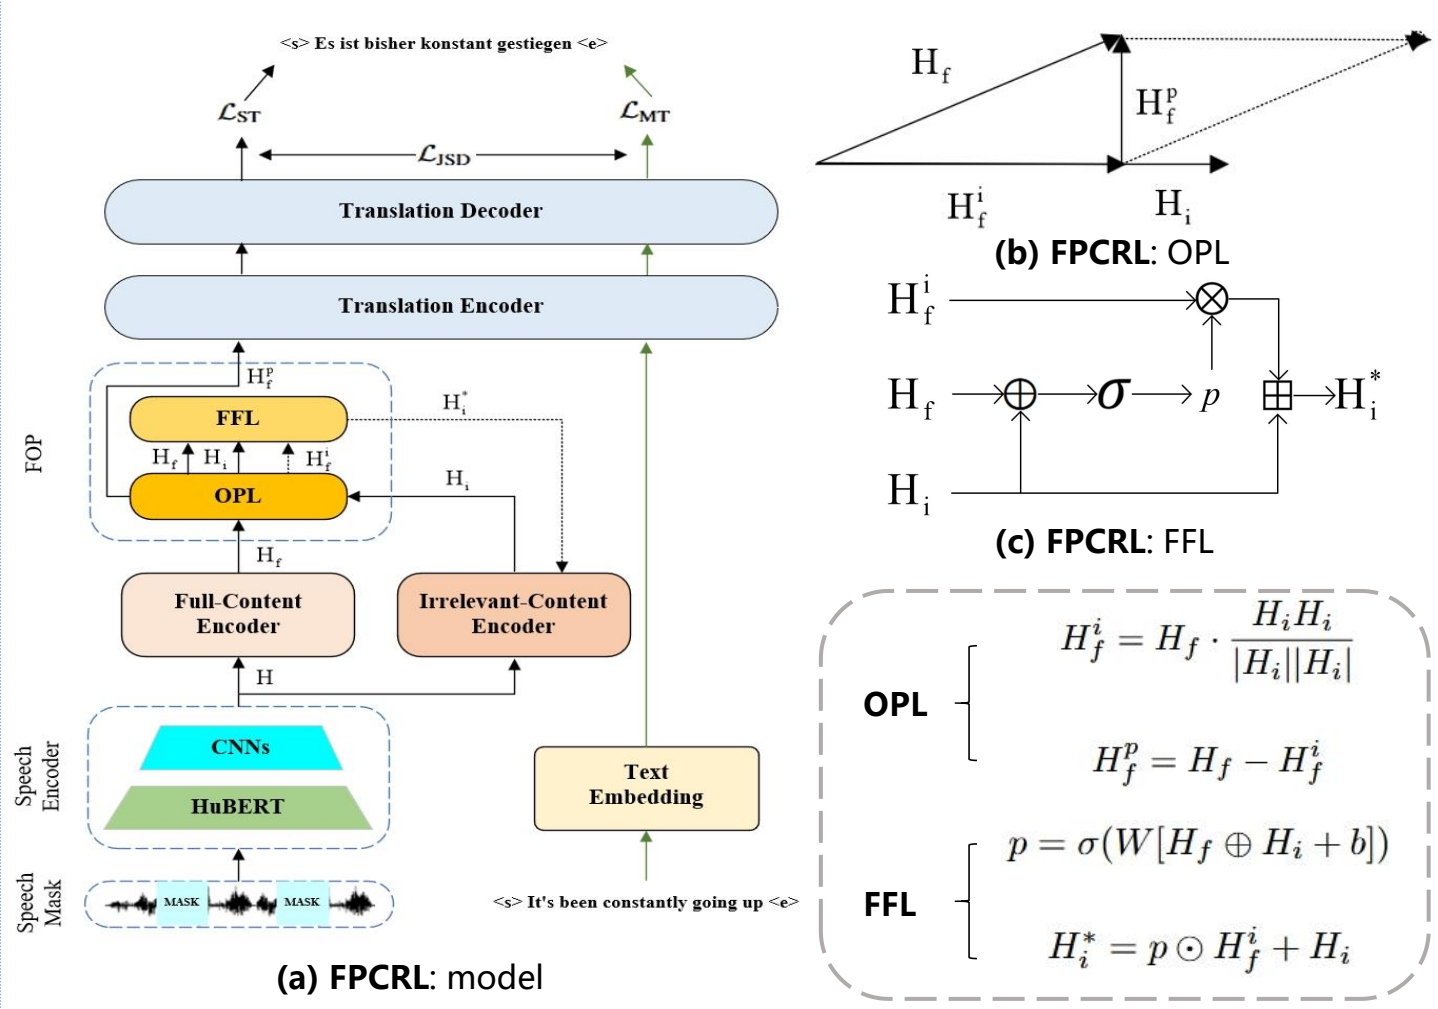 <s> Es ist bisher konstant gestiegen <e>
ℒST
ℒMT
ℒJSD
Translation Decoder
Translation Encoder
FOP
H_f^p
FFL
H_i^*
H_f H_i H_f^i
OPL
H_i
H_f
Full-Content
Encoder
Irrelevant-Content
Encoder
H
Speech
Encoder
CNNs
HuBERT
Text
Embedding
Speech
Mask
MASK
MASK
<s> It's been constantly going up <e>
(a) FPCRL: model
H_f
H_f^p
H_f^i
H_i
(b) FPCRL: OPL
H_f^i
H_f
σ
p
H_i^*
H_i
(c) FPCRL: FFL
OPL
H_f^i = H_f · H_i H_i / |H_i||H_i|
H_f^p = H_f − H_f^i
FFL
p = σ(W[H_f ⊕ H_i + b])
H_i^* = p ⊙ H_f^i + H_i